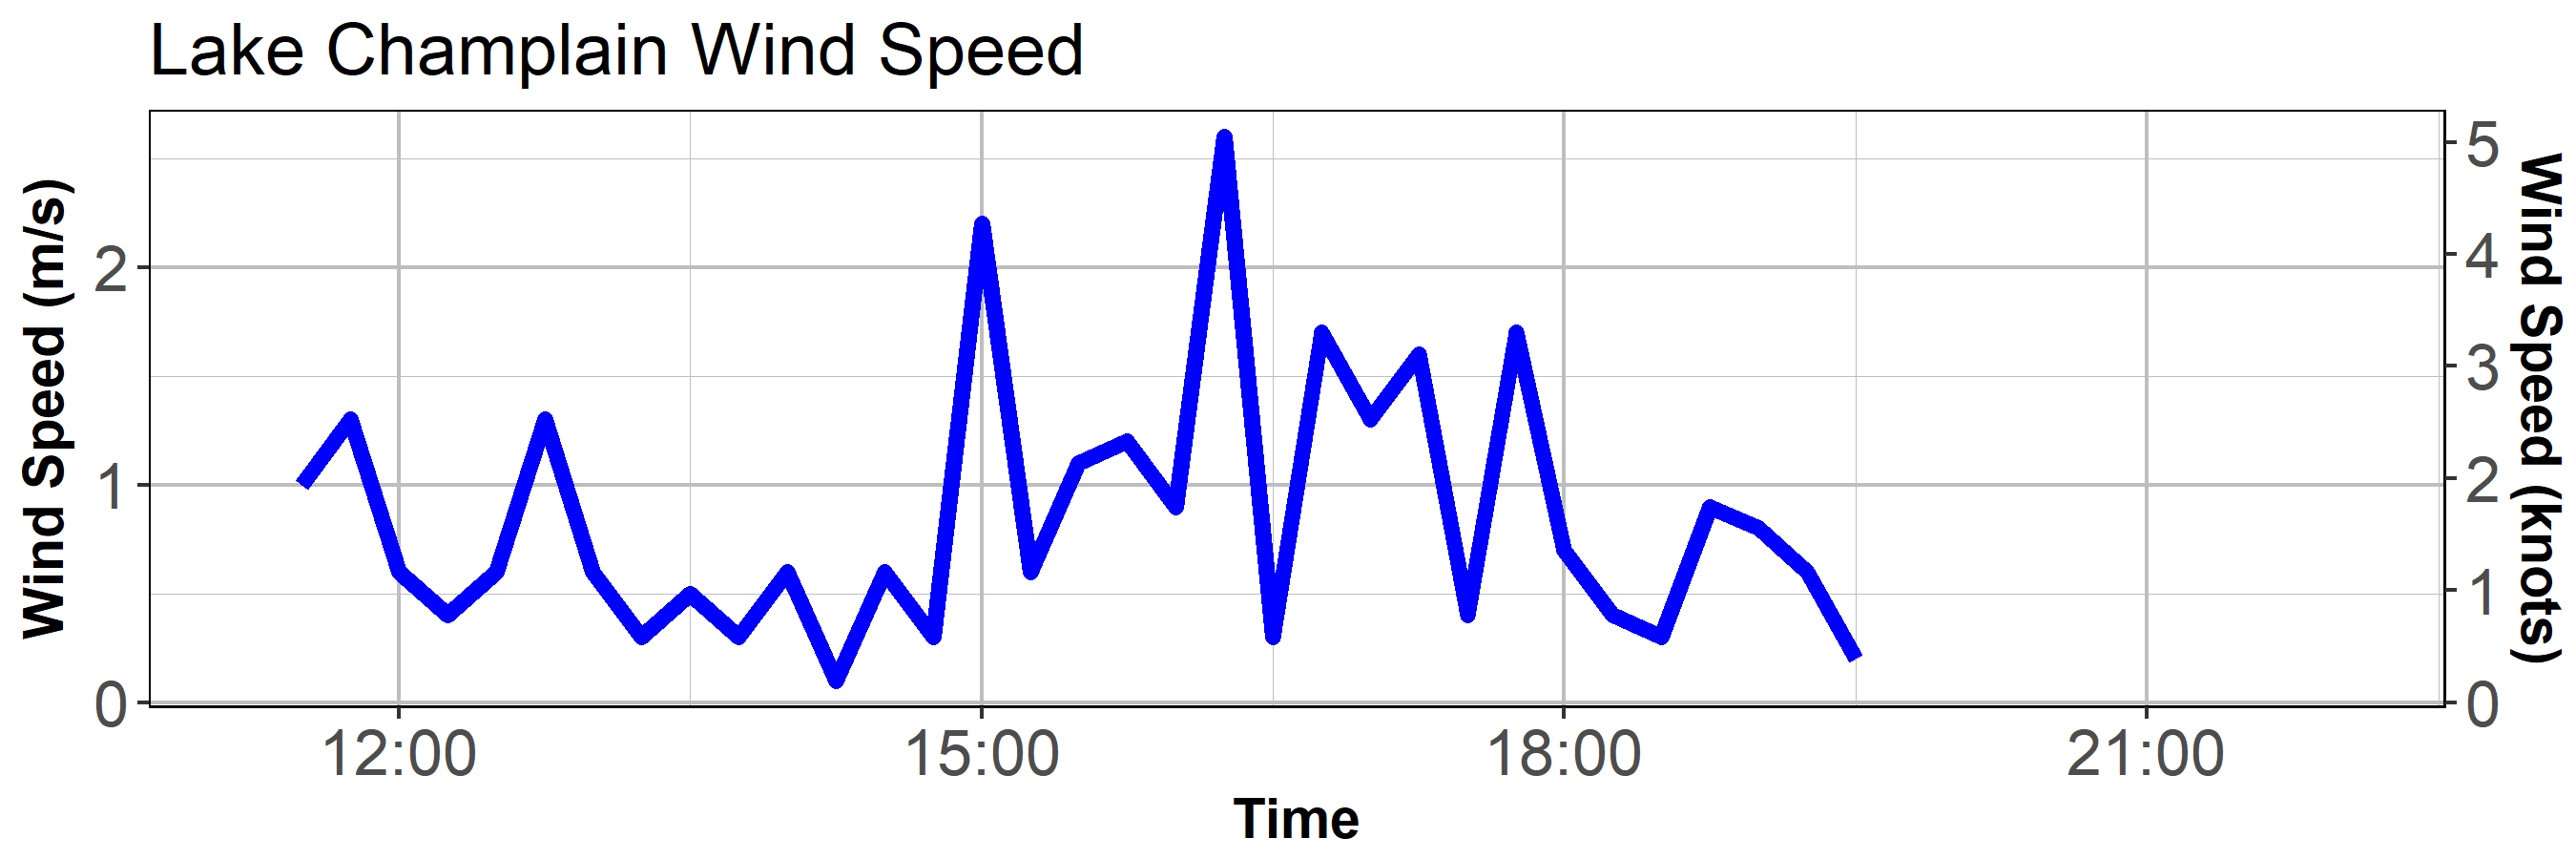 Lake Champlain Wind Speed
Wind Speed (m/s)
2
1
0
5
4
3
2
1
0
Wind Speed (knots)
12:00 15:00 18:00 21:00
Time